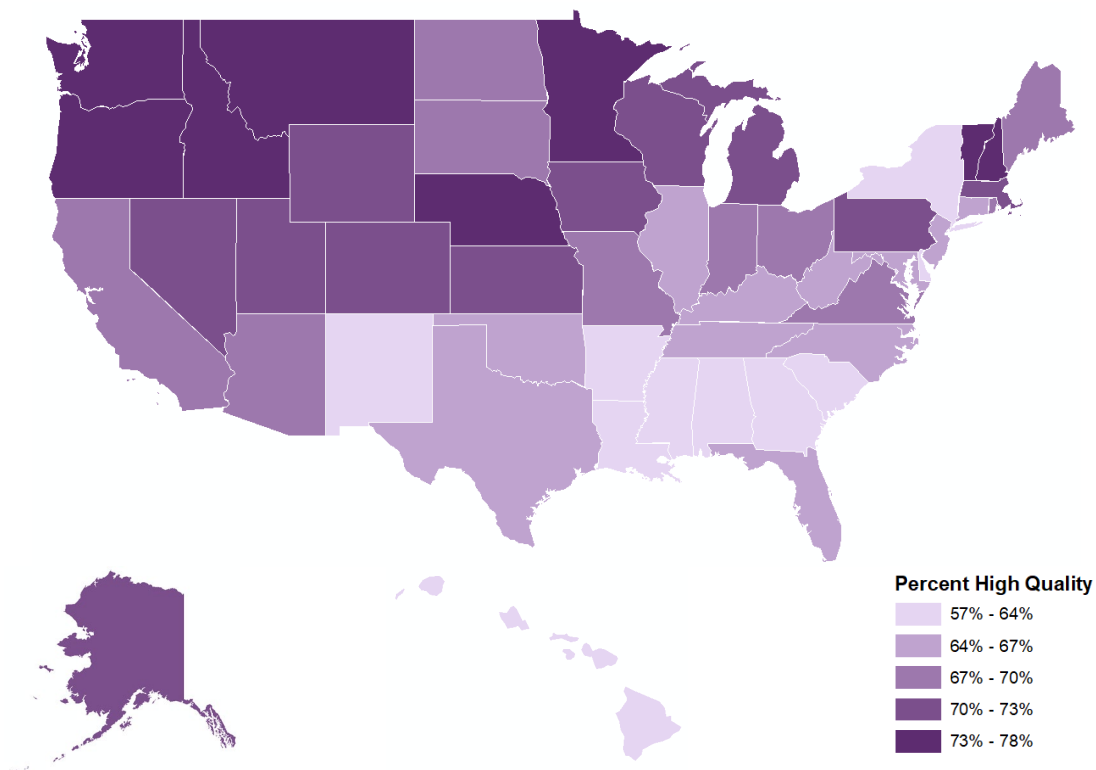 Percent High Quality
57% - 64%
64% - 67%
67% - 70%
70% - 73%
73% - 78%